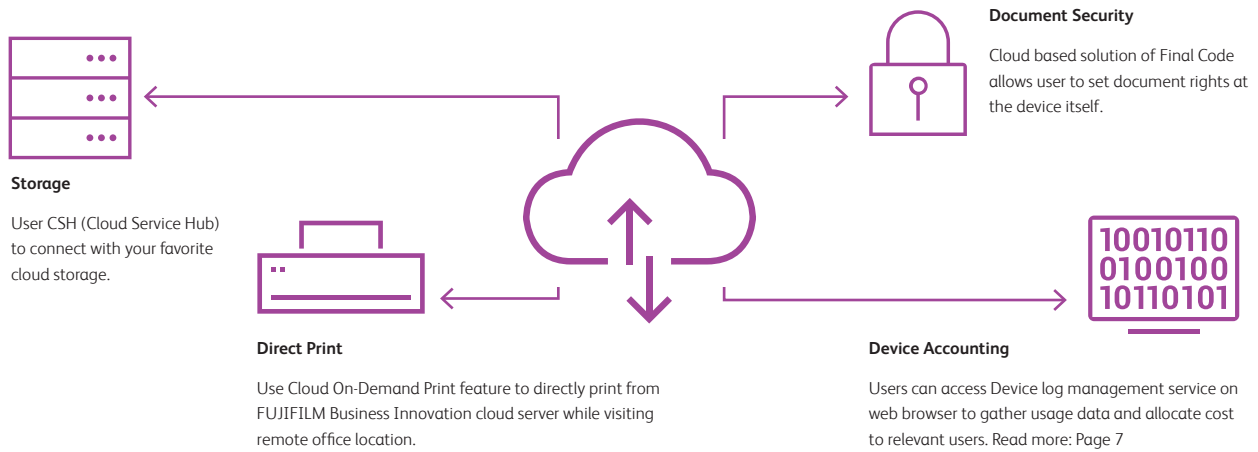 Document Security
Cloud based solution of Final Code
allows user to set document rights at
the device itself.
Storage
User CSH (Cloud Service Hub)
to connect with your favorite
cloud storage.
10010110
0100100
10110101
Direct Print
Use Cloud On-Demand Print feature to directly print from
FUJIFILM Business Innovation cloud server while visiting
remote office location.
Device Accounting
Users can access Device log management service on
web browser to gather usage data and allocate cost
to relevant users. Read more: Page 7